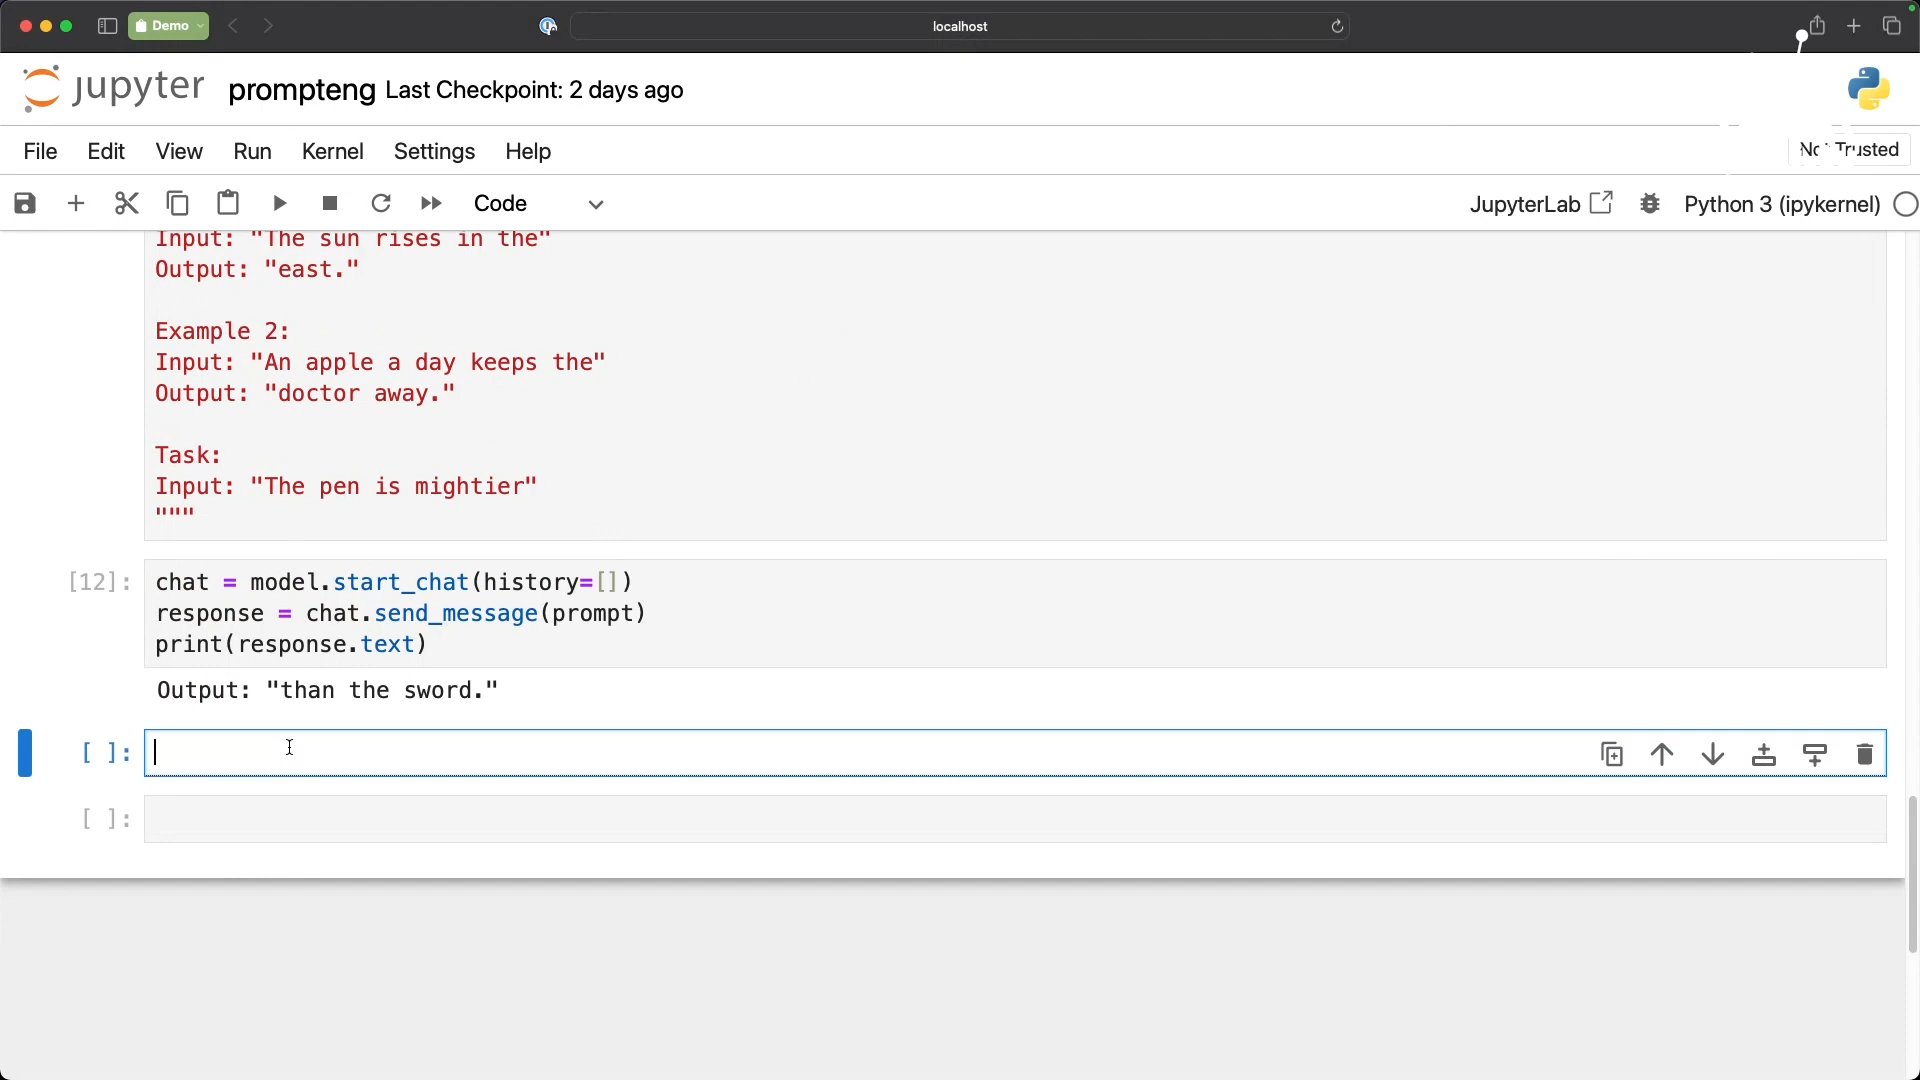 Demo
localhost
jupyter prompteng Last Checkpoint: 2 days ago
File Edit View Run Kernel Settings Help
Trusted
Code
JupyterLab
Python 3 (ipykernel)
Input: "The sun rises in the"
Output: "east."
Example 2:
Input: "An apple a day keeps the"
Output: "doctor away."
Task:
Input: "The pen is mightier"
"""
[12]: chat = model.start_chat(history=[])
response = chat.send_message(prompt)
print(response.text)
Output: "than the sword."
[ ]:
[ ]: